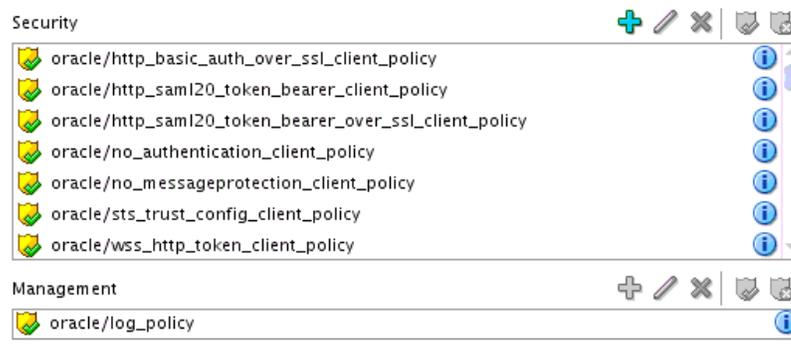 Security
oracle/http_basic_auth_over_ssl_client_policy
oracle/http_saml20_token_bearer_client_policy
oracle/http_saml20_token_bearer_over_ssl_client_policy
oracle/no_authentication_client_policy
oracle/no_messageprotection_client_policy
oracle/sts_trust_config_client_policy
oracle/wss_http_token_client_policy
Management
oracle/log_policy